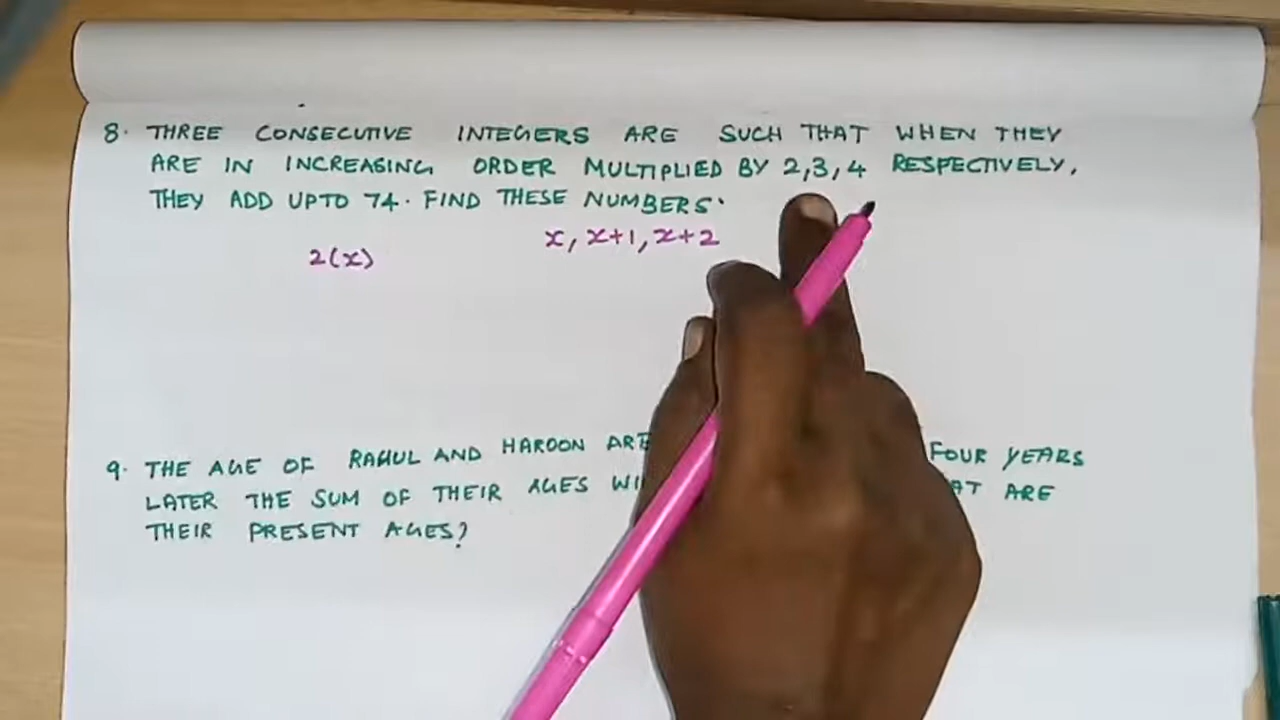 8. THREE CONSECUTIVE INTEGERS ARE SUCH THAT WHEN THEY
ARE IN INCREASING ORDER MULTIPLIED BY 2,3,4 RESPECTIVELY,
THEY ADD UPTO 74. FIND THESE NUMBERS.
x, x+1, x+2
2(x)
9. THE AGE OF RAHUL AND HAROON ARE FOUR YEARS
LATER THE SUM OF THEIR AGES ARE
THEIR PRESENT AGES?